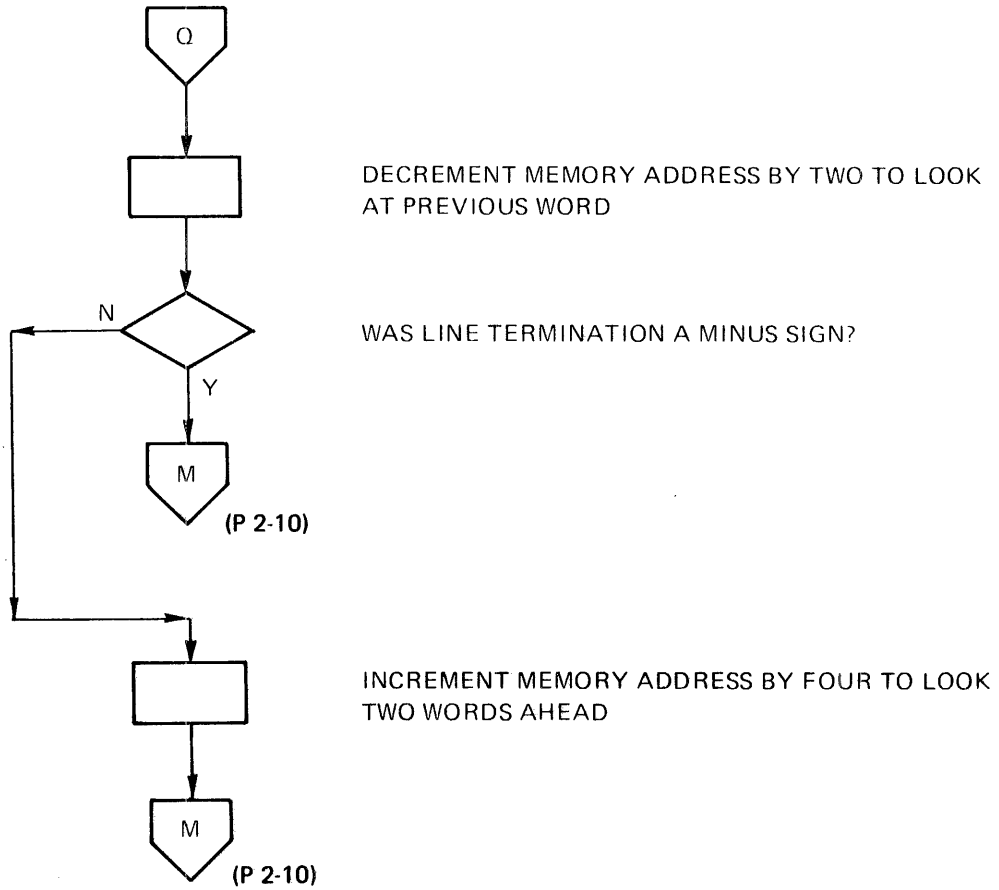 Q
DECREMENT MEMORY ADDRESS BY TWO TO LOOK
AT PREVIOUS WORD
N
WAS LINE TERMINATION A MINUS SIGN?
Y
M
(P 2-10)
INCREMENT MEMORY ADDRESS BY FOUR TO LOOK
TWO WORDS AHEAD
M
(P 2-10)